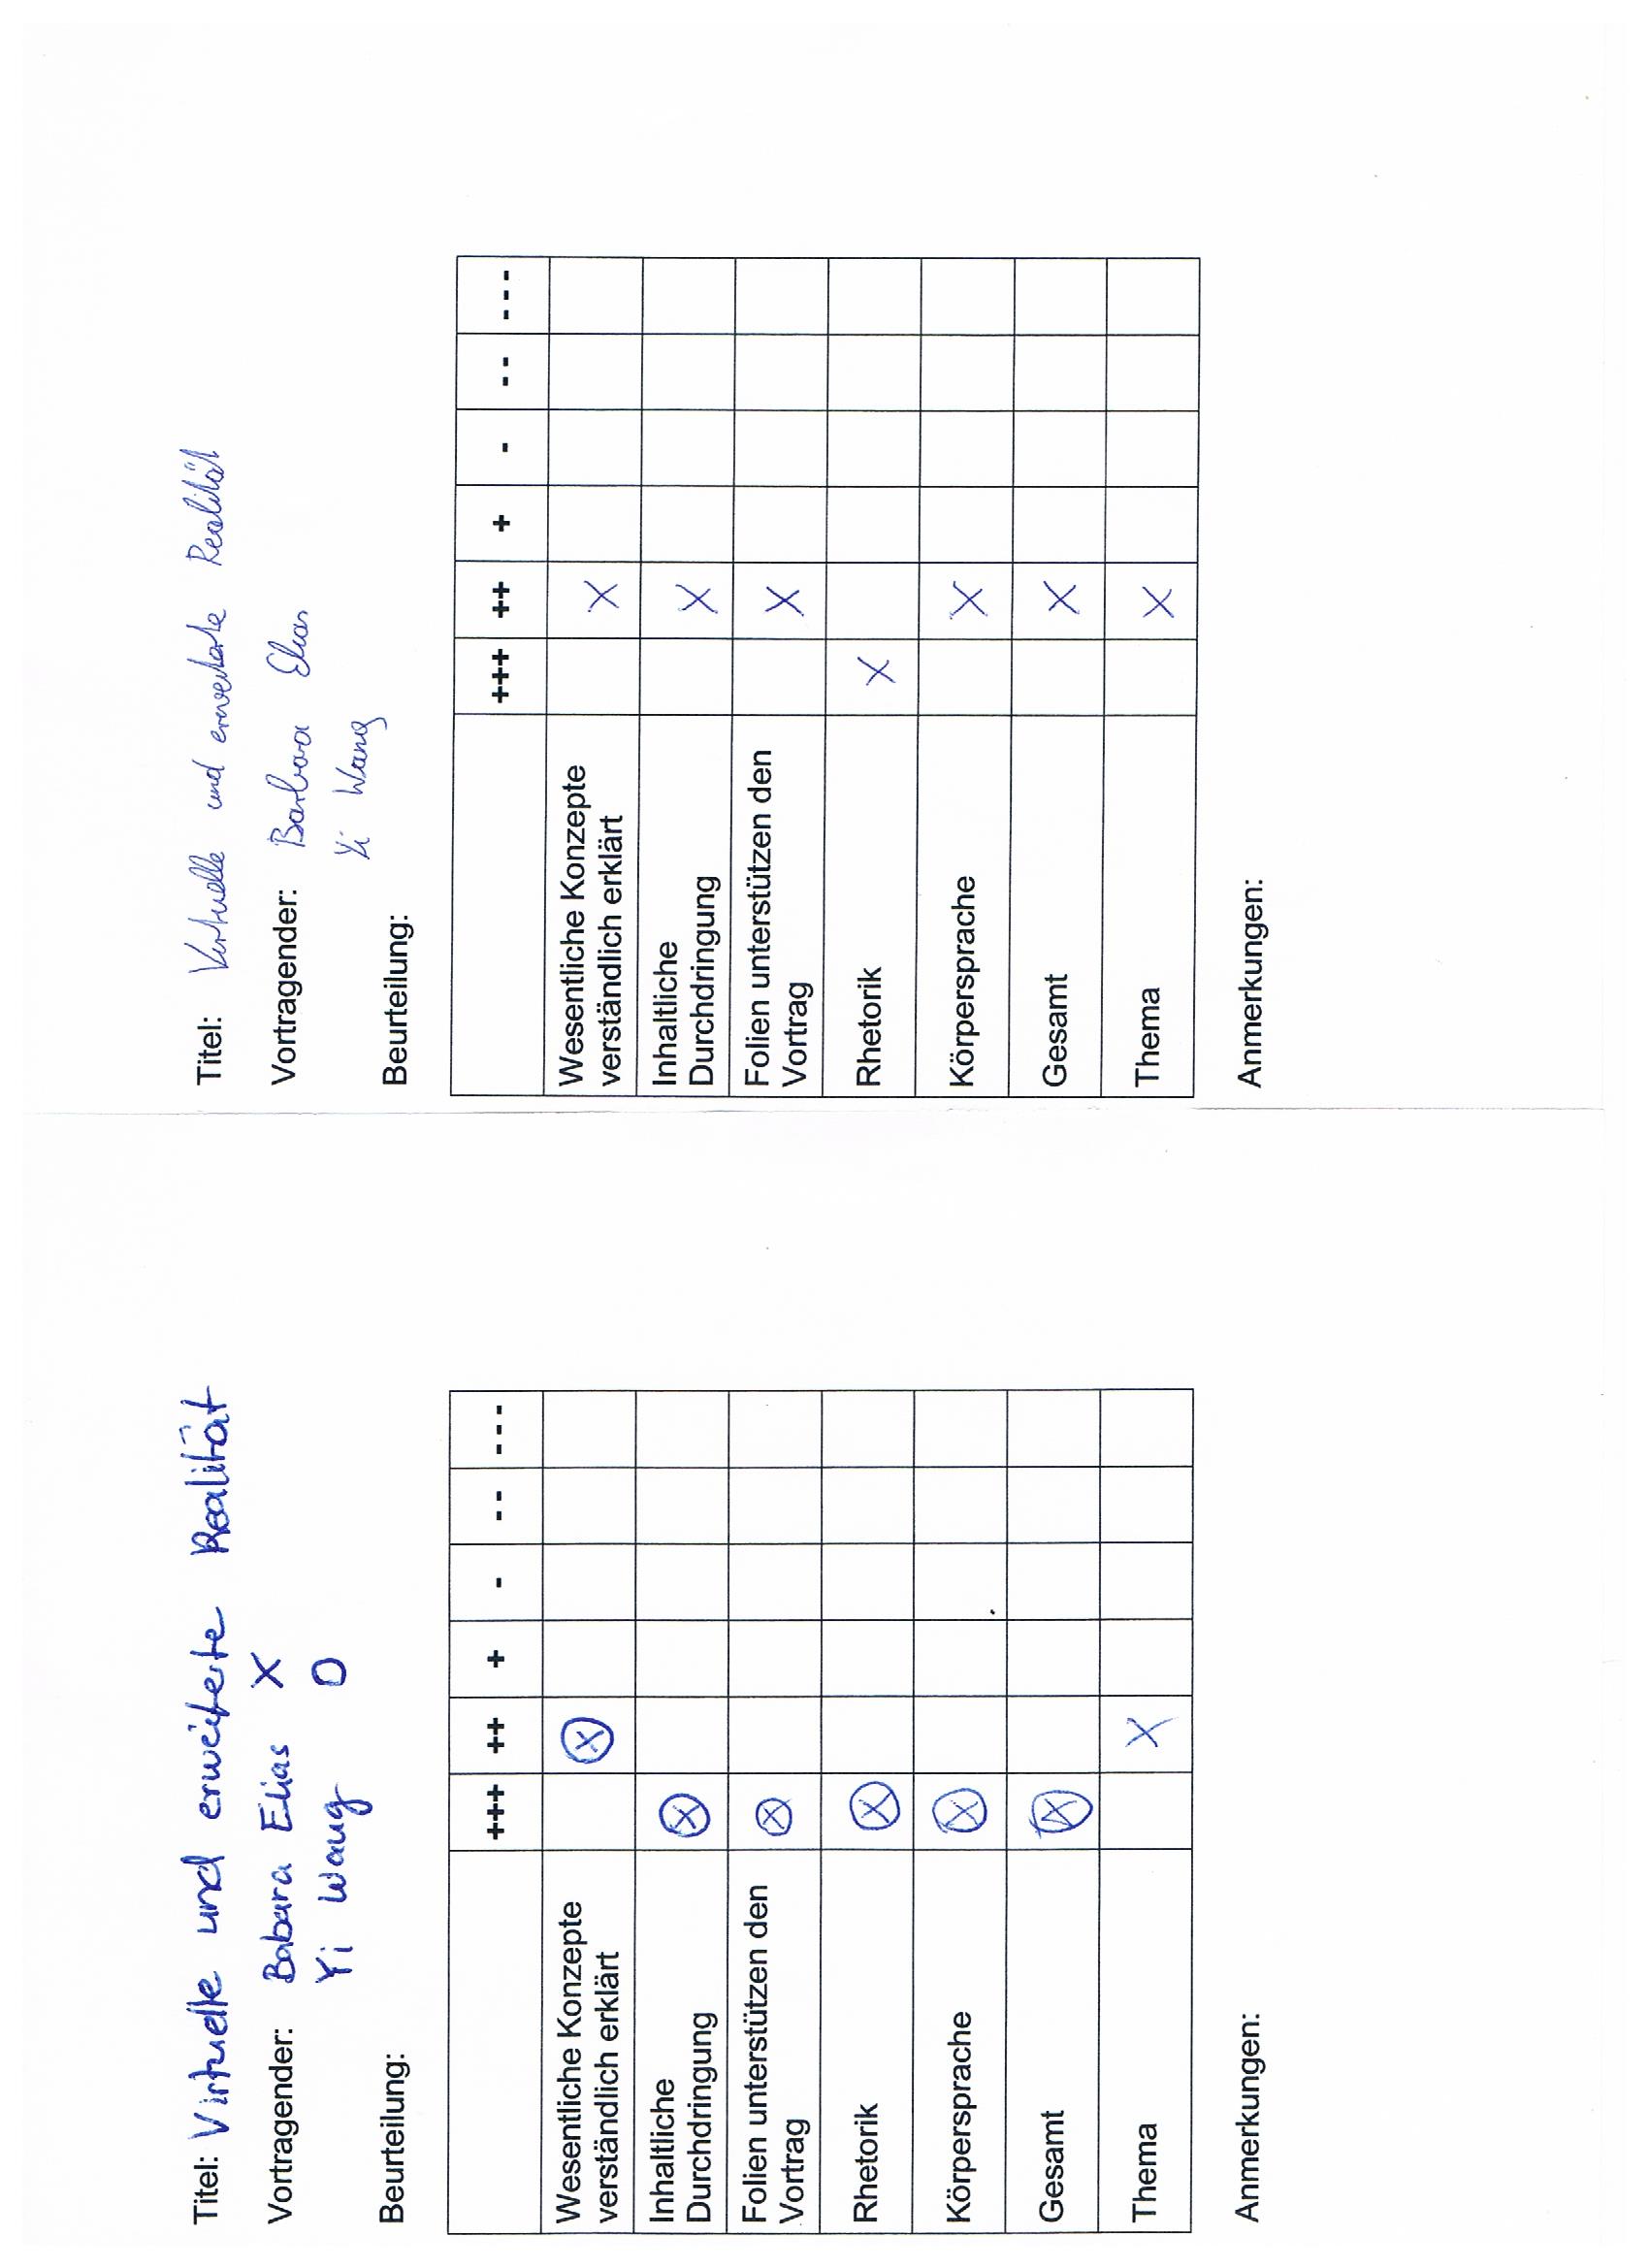 Titel: Virtuelle und erweiterte Realität
Vortragender: Babara Elias X
Yi Wang O
Beurteilung:
+++ ++ + - -- ---
Wesentliche Konzepte
verständlich erklärt X
Inhaltliche
Durchdringung X
Folien unterstützen den
Vortrag X
Rhetorik X
Körpersprache X
Gesamt X
Thema X
Anmerkungen:
Titel: Virtuelle und erweiterte Realität
Vortragender: Barbara Elias
Yi Wang
Beurteilung:
+++ ++ + - -- ---
Wesentliche Konzepte
verständlich erklärt X
Inhaltliche
Durchdringung X
Folien unterstützen den
Vortrag X
Rhetorik X
Körpersprache X
Gesamt X
Thema X
Anmerkungen: